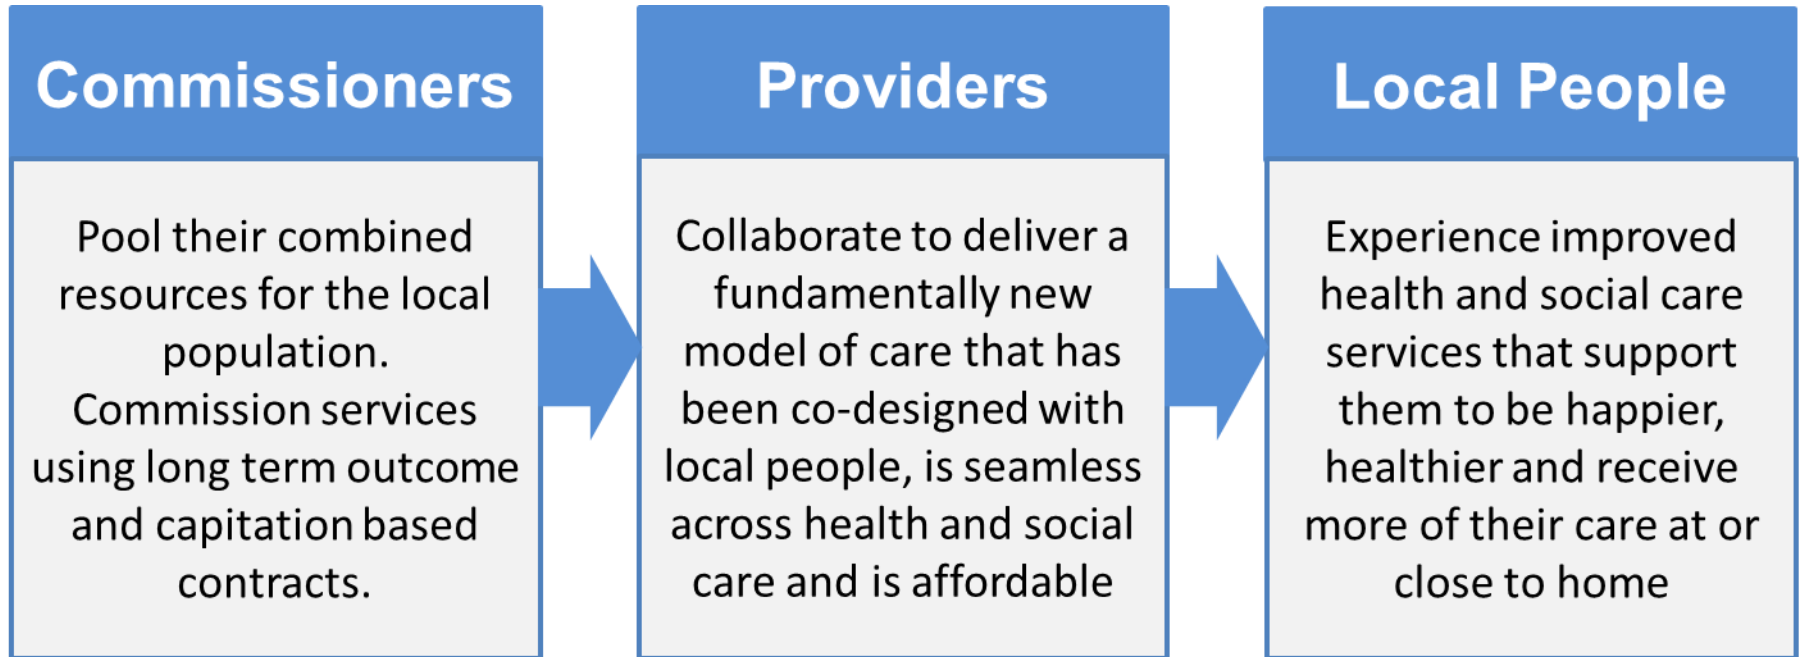 Commissioners
Pool their combined
resources for the local
population.
Commission services
using long term outcome
and capitation based
contracts.
Providers
Collaborate to deliver a
fundamentally new
model of care that has
been co-designed with
local people, is seamless
across health and social
care and is affordable
Local People
Experience improved
health and social care
services that support
them to be happier,
healthier and receive
more of their care at or
close to home